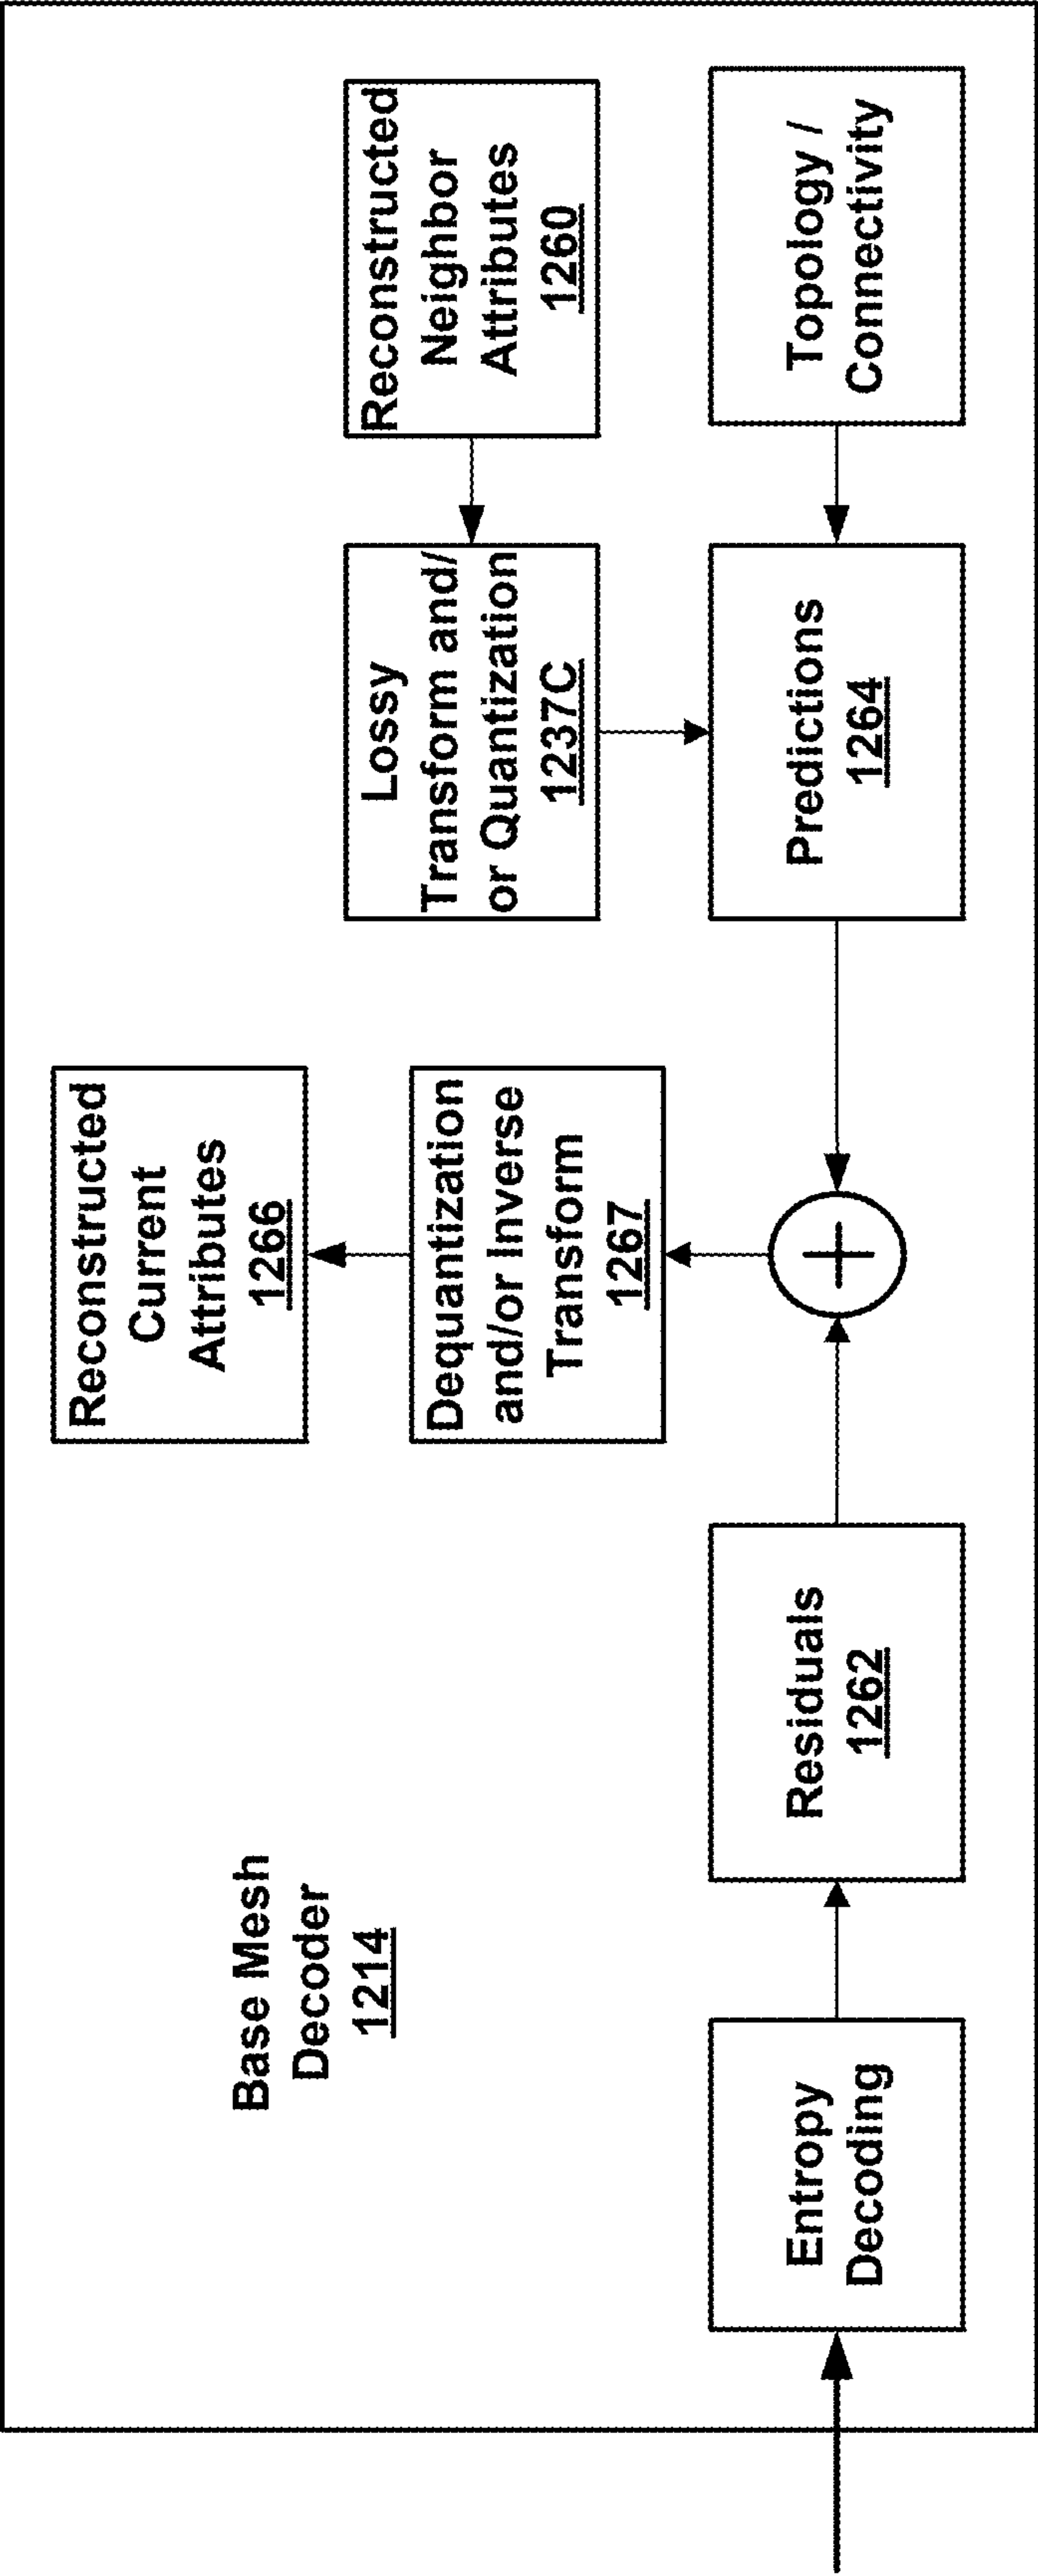 Base Mesh
Decoder
1214
Reconstructed
Current
Attributes
1266
Reconstructed
Neighbor
Attributes
1260
Dequantization
and/or Inverse
Transform
1267
Lossy
Transform and/
or Quantization
1237C
Entropy
Decoding
Residuals
1262
+
Predictions
1264
Topology /
Connectivity